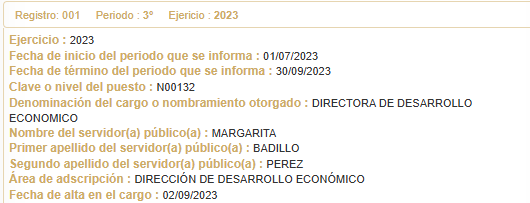 Registro: 001 Periodo : 3º Ejericio : 2023
Ejercicio : 2023
Fecha de inicio del periodo que se informa : 01/07/2023
Fecha de término del periodo que se informa : 30/09/2023
Clave o nivel del puesto : N00132
Denominación del cargo o nombramiento otorgado : DIRECTORA DE DESARROLLO
ECONOMICO
Nombre del servidor(a) público(a) : MARGARITA
Primer apellido del servidor(a) público(a) : BADILLO
Segundo apellido del servidor(a) público(a) : PEREZ
Área de adscripción : DIRECCIÓN DE DESARROLLO ECONÓMICO
Fecha de alta en el cargo : 02/09/2023